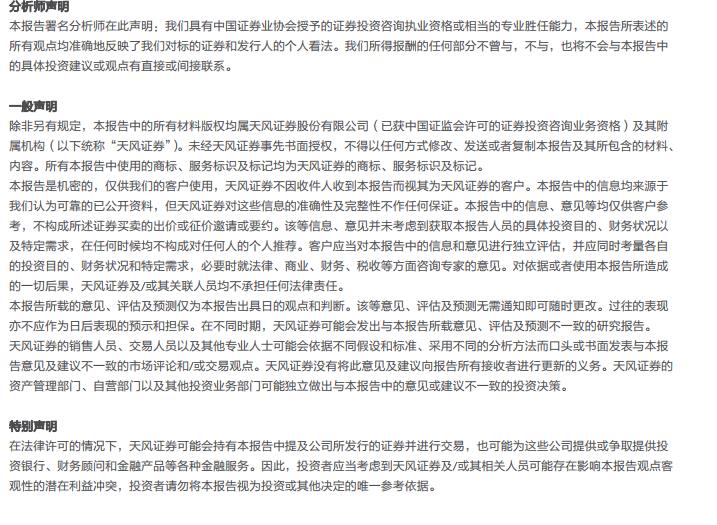 分析师声明
本报告署名分析师在此声明：我们具有中国证券业协会授予的证券投资咨询执业资格或相当的专业胜任能力，本报告所表述的
所有观点均准确地反映了我们对标的证券和发行人的个人看法。我们所得报酬的任何部分不曾与，不与，也将不会与本报告中
的具体投资建议或观点有直接或间接联系。
一般声明
除非另有规定，本报告中的所有材料版权均属天风证券股份有限公司（已获中国证监会许可的证券投资咨询业务资格）及其附
属机构（以下统称“天风证券”）。未经天风证券事先书面授权，不得以任何方式修改、发送或者复制本报告及其所包含的材料、
内容。所有本报告中使用的商标、服务标识及标记均为天风证券的商标、服务标识及标记。
本报告是机密的，仅供我们的客户使用，天风证券不因收件人收到本报告而视其为天风证券的客户。本报告中的信息均来源于
我们认为可靠的已公开资料，但天风证券对这些信息的准确性及完整性不作任何保证。本报告中的信息、意见等均仅供客户参
考，不构成所述证券买卖的出价或征价邀请或要约。该等信息、意见并未考虑到获取本报告人员的具体投资目的、财务状况以
及特定需求，在任何时候均不构成对任何人的个人推荐。客户应当对本报告中的信息和意见进行独立评估，并应同时考量各自
的投资目的、财务状况和特定需求，必要时就法律、商业、财务、税收等方面咨询专家的意见。对依据或者使用本报告所造成
的一切后果，天风证券及/或其关联人员均不承担任何法律责任。
本报告所载的意见、评估及预测仅为本报告出具日的观点和判断。该等意见、评估及预测无需通知即可随时更改。过往的表现
亦不应作为日后表现的预示和担保。在不同时期，天风证券可能会发出与本报告所载意见、评估及预测不一致的研究报告。
天风证券的销售人员、交易人员以及其他专业人士可能会依据不同假设和标准、采用不同的分析方法而口头或书面发表与本报
告意见及建议不一致的市场评论和/或交易观点。天风证券没有将此意见及建议向报告所有接收者进行更新的义务。天风证券的
资产管理部门、自营部门以及其他投资业务部门可能独立做出与本报告中的意见或建议不一致的投资决策。
特别声明
在法律许可的情况下，天风证券可能会持有本报告中提及公司所发行的证券并进行交易，也可能为这些公司提供或争取提供投
资银行、财务顾问和金融产品等各种金融服务。因此，投资者应当考虑到天风证券及/或其相关人员可能存在影响本报告观点客
观性的潜在利益冲突，投资者请勿将本报告视为投资或其他决定的唯一参考依据。